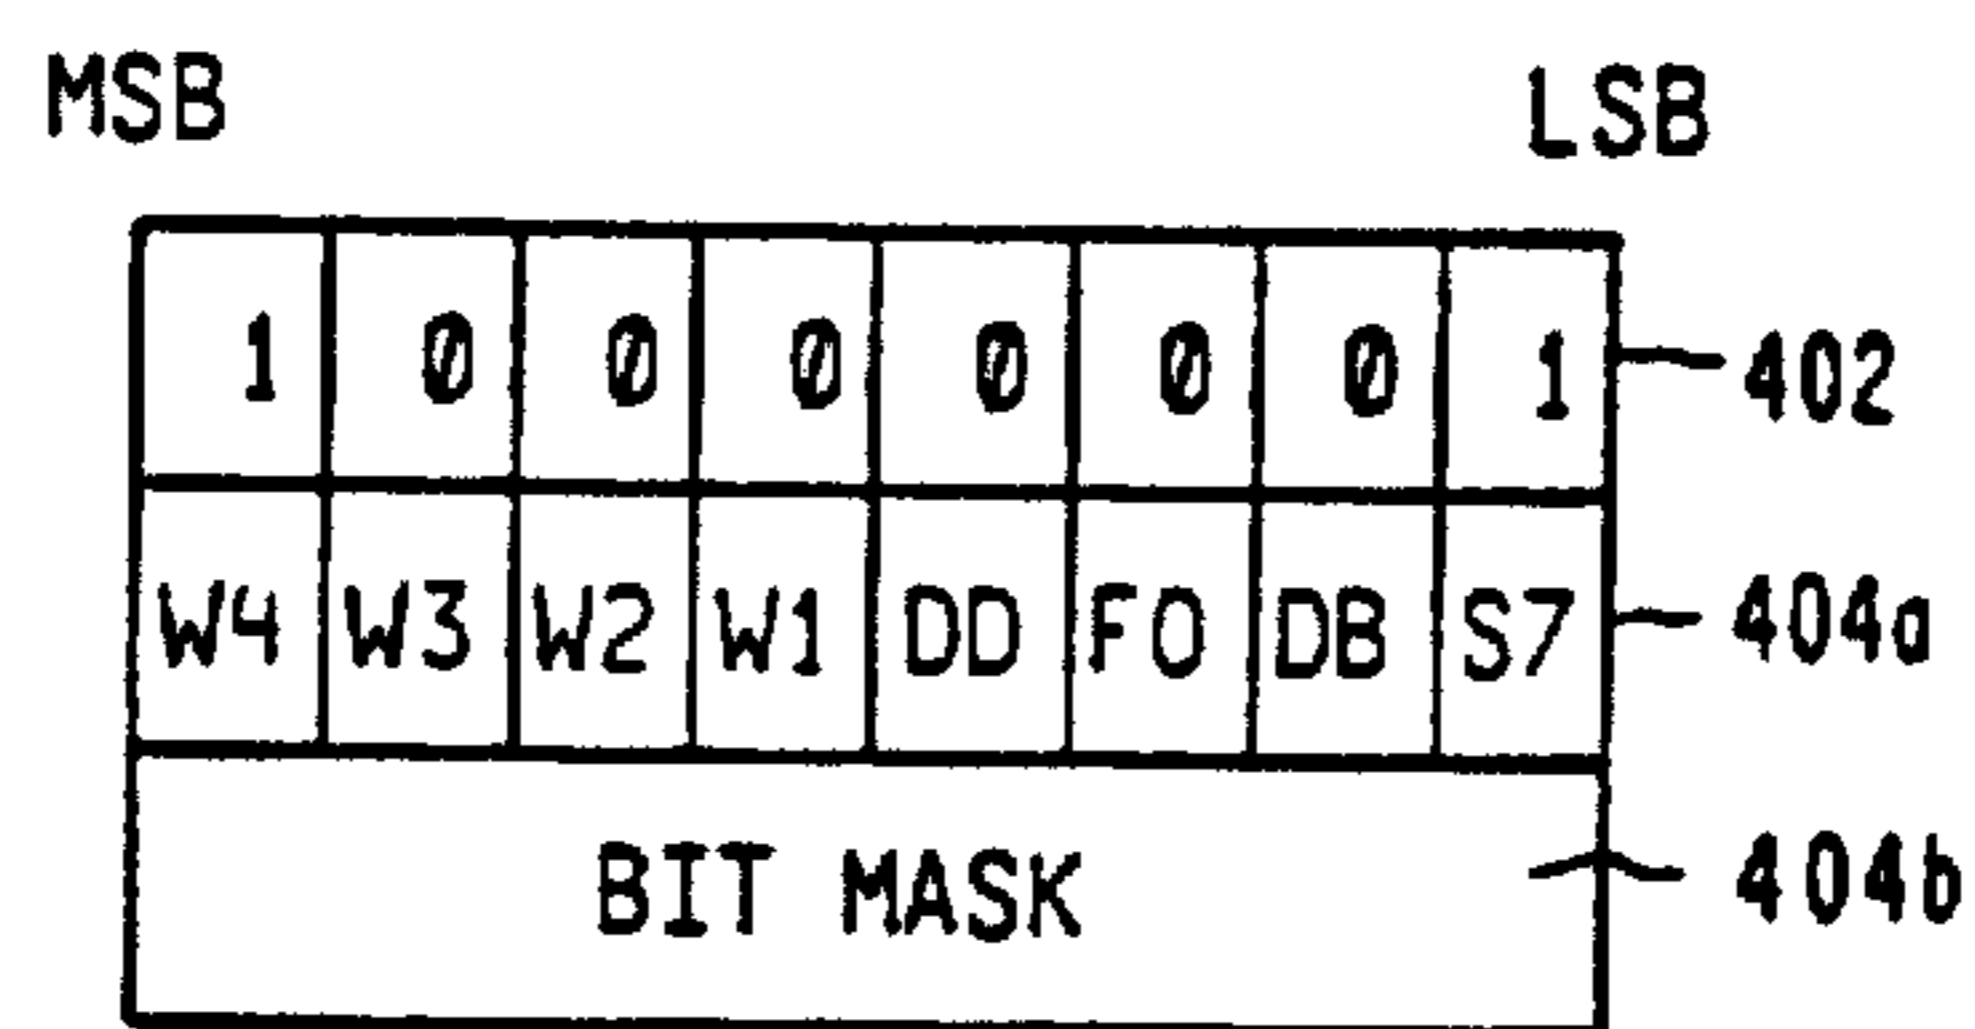 MSB LSB
1 0 0 0 0 0 0 1 402
W4 W3 W2 W1 DD FO DB S7 404a
BIT MASK 404b